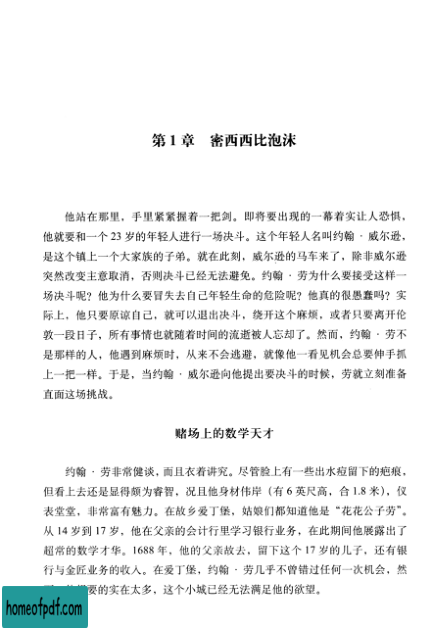 第 1 章 密西西比泡沫
他站在那里，手里紧紧握着一把剑。即将要出现的一幕着实让人恐惧，
他就要和一个 23 岁的年轻人进行一场决斗。这个年轻人名叫约翰·威尔逊，
是这个镇上一个大家族的子弟。就在此刻，威尔逊的马车来了，除非威尔逊
突然改变主意取消，否则决斗已经无法避免。约翰·劳为什么要接受这样一
场决斗呢？他为什么要冒失去自己年轻生命的危险呢？他真的很愚蠢吗？实
际上，他只要原谅自己，就可以退出决斗，绕开这个麻烦，或者只要离开伦
敦一段日子，所有事情也就随着时间的流逝被人忘却了。然而，约翰·劳不
是那样的人，他遇到麻烦时，从来不会逃避，就像他一看见机会总要伸手抓
上一把一样。于是，当约翰·威尔逊向他提出要决斗的时候，劳就立刻准备
直面这场挑战。
赌场上的数学天才
约翰·劳非常健谈，而且衣着讲究。尽管脸上有一些出水痘留下的疤痕，
但看上去还是显得颇为睿智，况且他身材伟岸（有 6 英尺高，合 1.8 米），仪
表堂堂，非常富有魅力。在故乡爱丁堡，姑娘们都知道他是“花花公子劳”。
从 14 岁到 17 岁，他在父亲的会计行里学习银行业务，在此期间他展露出了
超常的数学才华。1688 年，他的父亲故去，留下这个 17 岁的儿子，还有银
行与金匠业务的收入。在爱丁堡，约翰·劳几乎不曾错过任何一次机会，然
要的实在太多，这个小城已经无法满足他的欲望。
homeofpdf.com